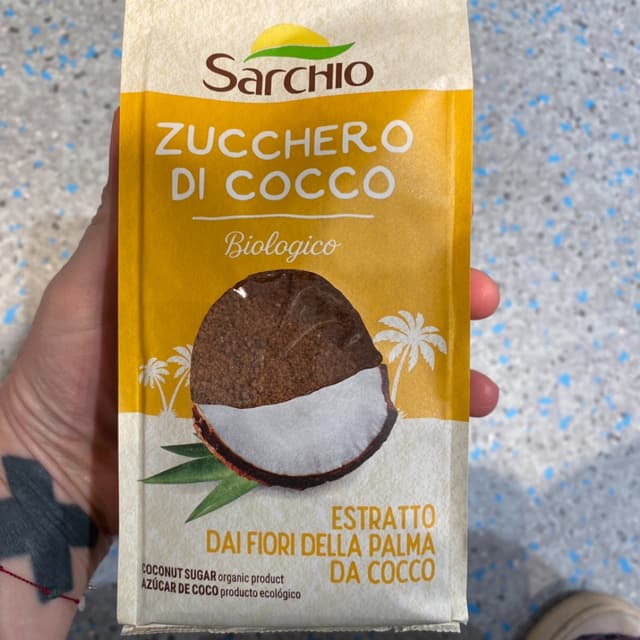 Sarchio
ZUCCHERO
DI COCCO
Biologico
ESTRATTO
DAI FIORI DELLA PALMA
DA COCCO
COCONUT SUGAR organic product
AZÚCAR DE COCO producto ecológico